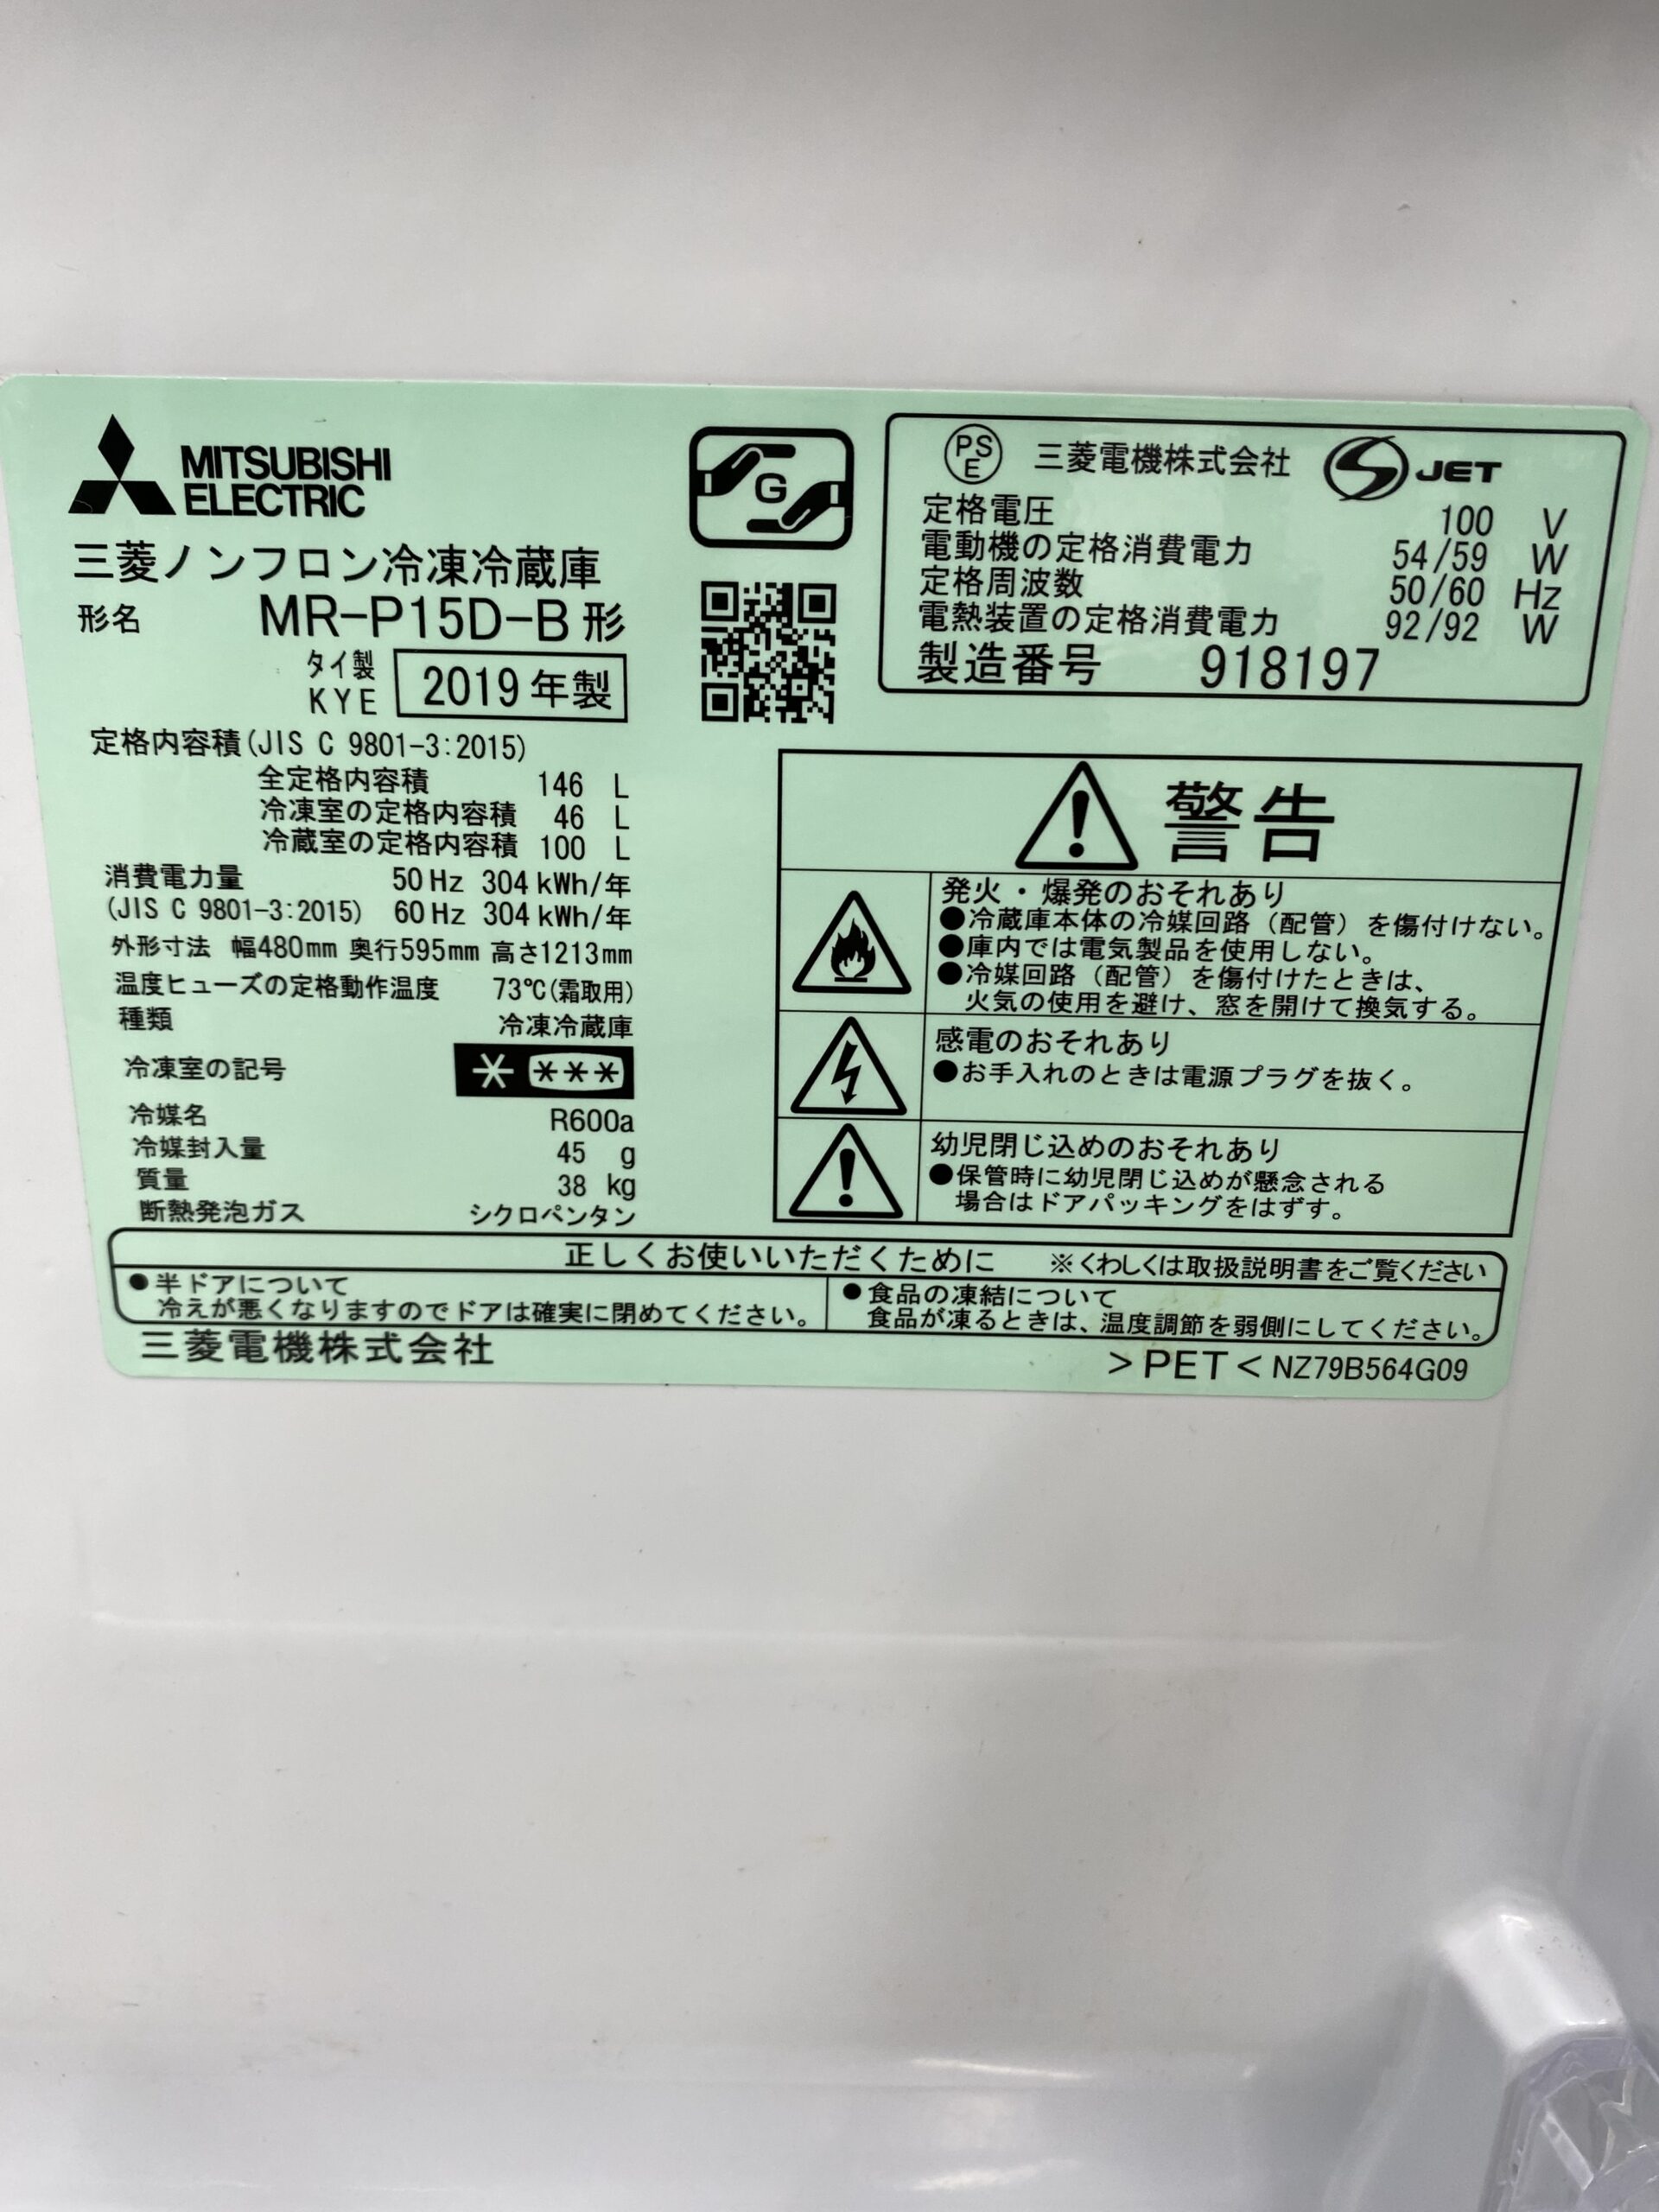 MITSUBISHI
ELECTRIC
三菱ノンフロン冷凍冷蔵庫
形名 MR-P15D-B形
タイ製
KYE
2019年製
G
定格内容積(JIS C 9801-3:2015)
全定格内容積 146 L
冷凍室の定格内容積 46 L
冷蔵室の定格内容積 100 L
消費電力量 50Hz 304kWh/年
(JIS C 9801-3:2015) 60Hz 304kWh/年
外形寸法 幅480mm 奥行595mm 高さ1213mm
温度ヒューズの定格動作温度 73℃(霜取用)
種類 冷凍冷蔵庫
冷凍室の記号 * ***
冷媒名 R600a
冷媒封入量 45 g
質量 38 kg
断熱発泡ガス シクロペンタン
PS
E
三菱電機株式会社
S JET
定格電圧 100 V
電動機の定格消費電力 54/59 W
定格周波数 50/60 Hz
電熱装置の定格消費電力 92/92 W
製造番号 918197
警告
発火・爆発のおそれあり
●冷蔵庫本体の冷媒回路（配管）を傷付けない。
●庫内では電気製品を使用しない。
●冷媒回路（配管）を傷付けたときは、
火気の使用を避け、窓を開けて換気する。
感電のおそれあり
●お手入れのときは電源プラグを抜く。
幼児閉じ込めのおそれあり
●保管時に幼児閉じ込めが懸念される
場合はドアパッキングをはずす。
正しくお使いいただくために ※くわしくは取扱説明書をご覧ください
●半ドアについて
冷えが悪くなりますのでドアは確実に閉めてください。
●食品の凍結について
食品が凍るときは、温度調節を弱側にしてください。
三菱電機株式会社
>PET< NZ79B564G09